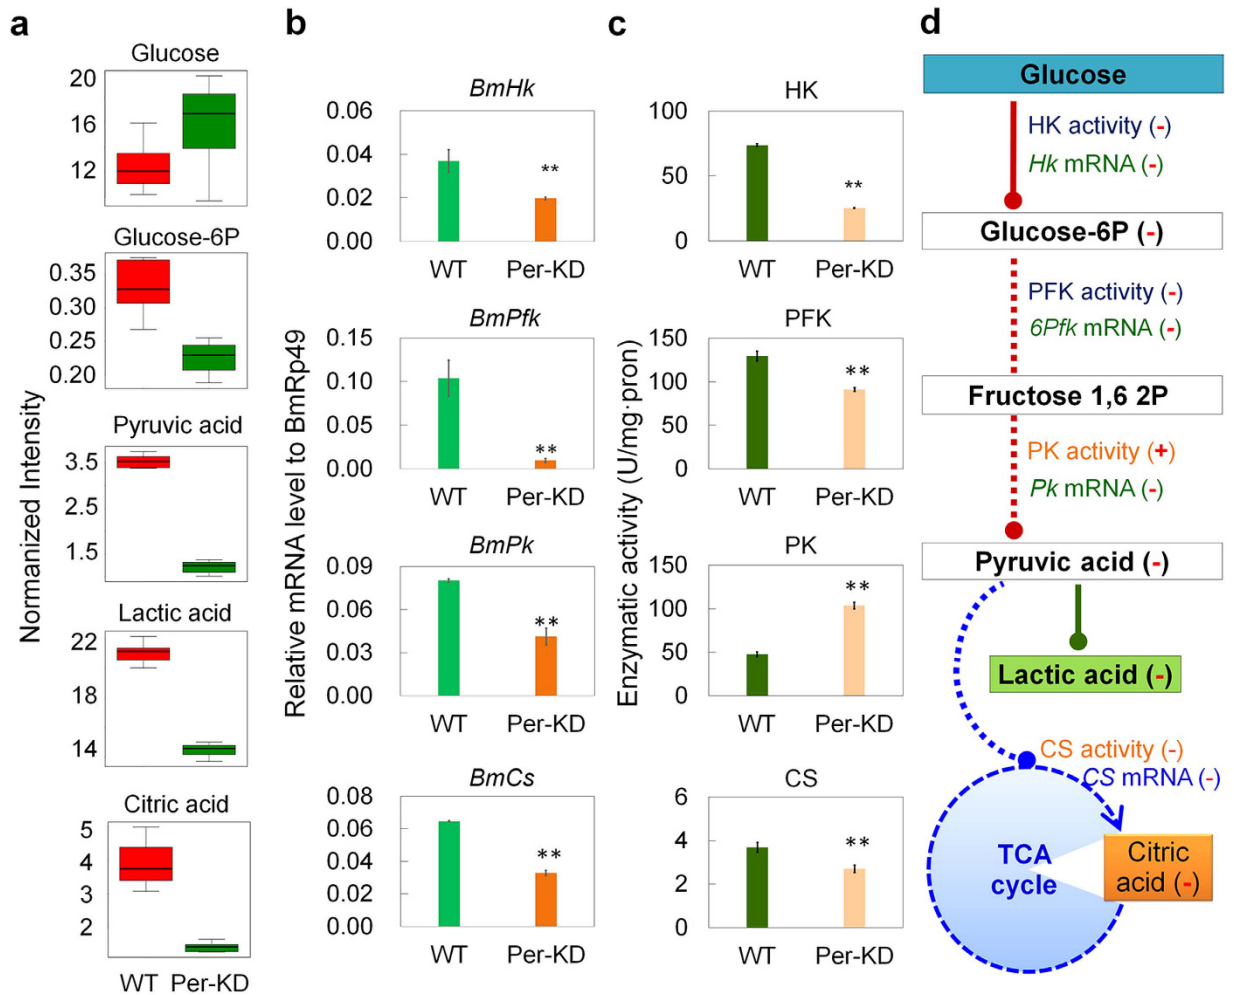 a
Normanized Intensity
Glucose
20
16
12
Glucose-6P
0.35
0.30
0.25
0.20
Pyruvic acid
3.5
2.5
1.5
Lactic acid
22
18
14
Citric acid
5
4
3
2
WT Per-KD
b
Relative mRNA level to BmRp49
BmHk
0.06
0.04
0.02
0.00
**
WT Per-KD
BmPfk
0.15
0.10
0.05
0.00
**
WT Per-KD
BmPk
0.09
0.06
0.03
0.00
**
WT Per-KD
BmCs
0.08
0.06
0.04
0.02
0.00
**
WT Per-KD
c
Enzymatic activity (U/mg·pron)
HK
100
50
0
**
WT Per-KD
PFK
150
100
50
0
**
WT Per-KD
PK
150
100
50
0
**
WT Per-KD
CS
6
4
2
0
**
WT Per-KD
d
Glucose
HK activity (-)
Hk mRNA (-)
Glucose-6P (-)
PFK activity (-)
6Pfk mRNA (-)
Fructose 1,6 2P
PK activity (+)
Pk mRNA (-)
Pyruvic acid (-)
Lactic acid (-)
CS activity (-)
CS mRNA (-)
TCA
cycle
Citric
acid (-)